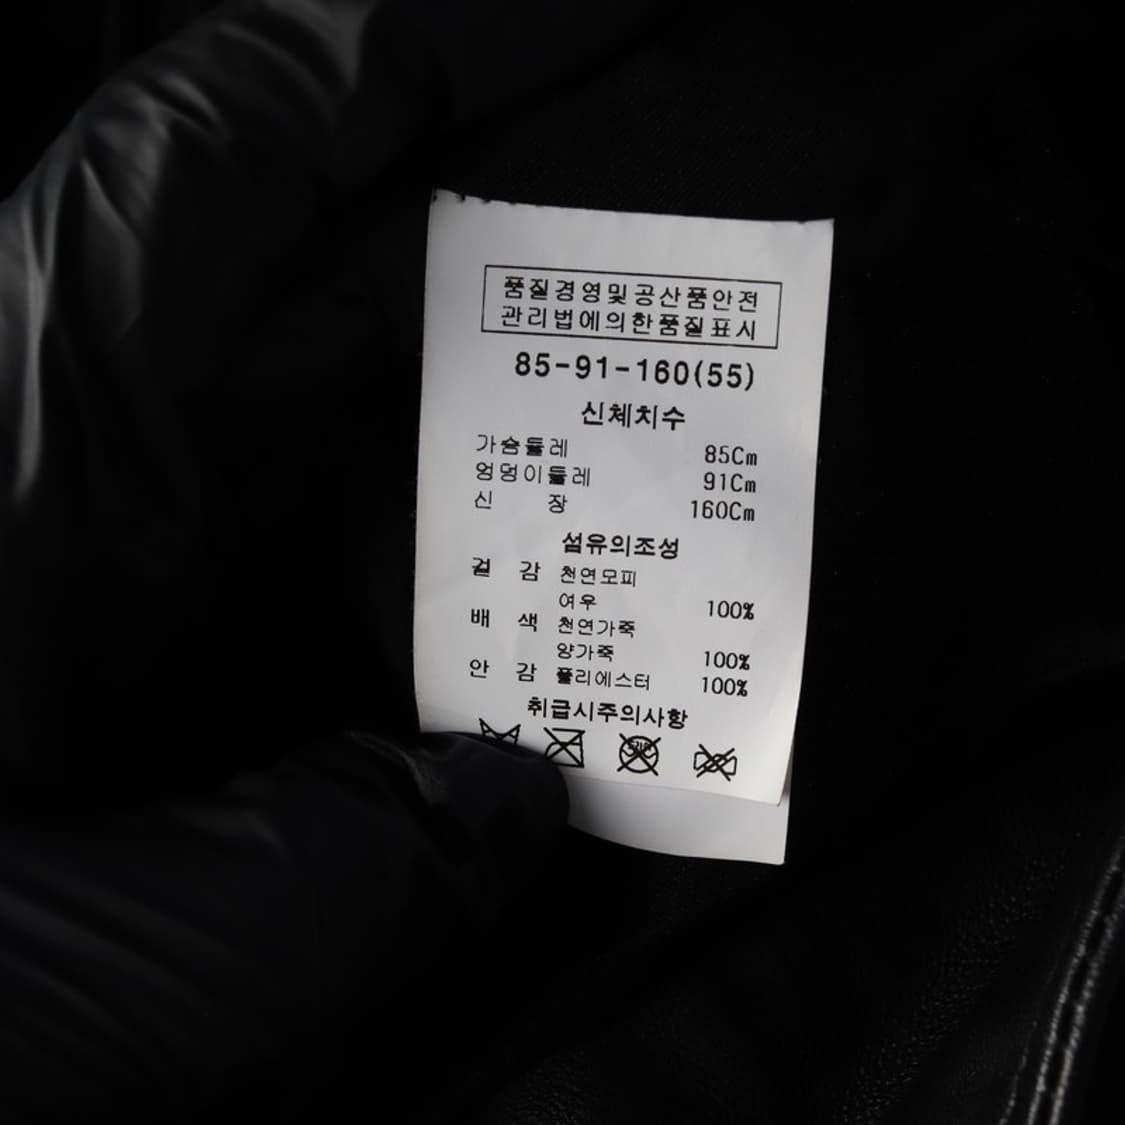 품질경영및공산품안전
관리법에의한품질표시
85-91-160(55)
신체치수
가슴둘레 85Cm
엉덩이둘레 91Cm
신 장 160Cm
섬유의조성
겉 감 천연모피
여우 100%
배 색 천연가죽
양가죽 100%
안 감 폴리에스터 100%
취급시주의사항